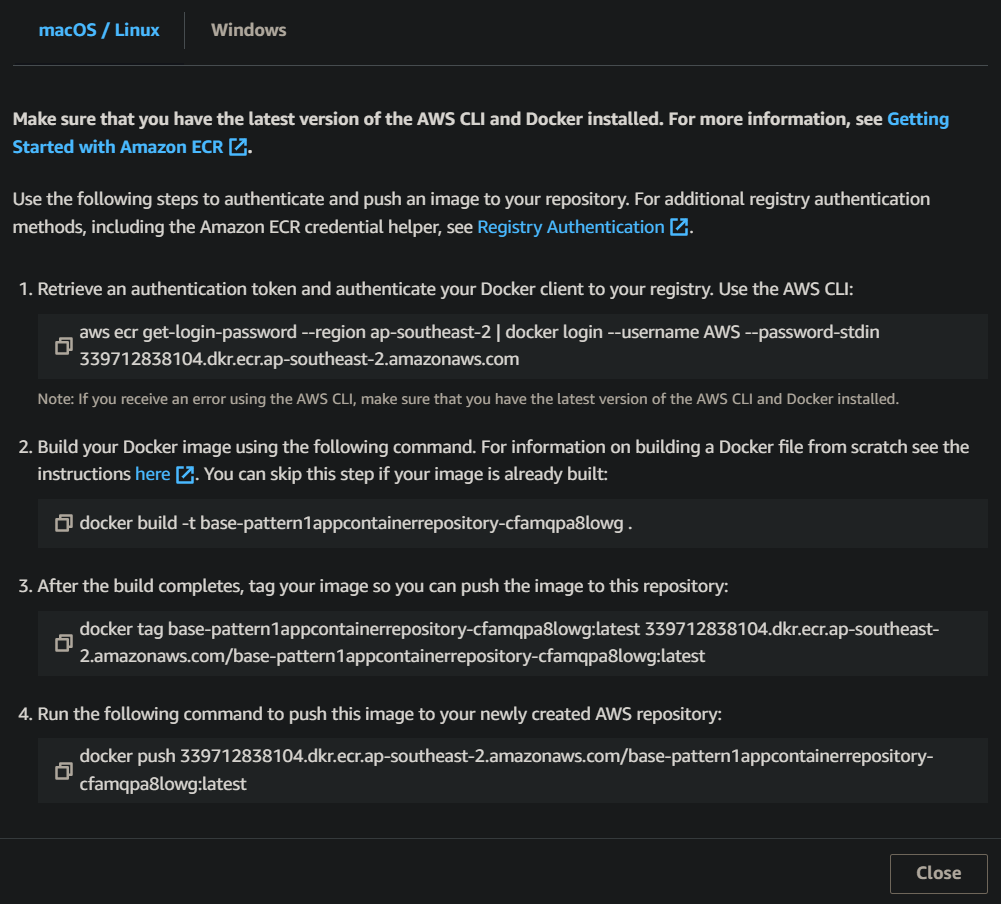 macOS / Linux
Windows
Make sure that you have the latest version of the AWS CLI and Docker installed. For more information, see Getting
Started with Amazon ECR.
Use the following steps to authenticate and push an image to your repository. For additional registry authentication
methods, including the Amazon ECR credential helper, see Registry Authentication.
1. Retrieve an authentication token and authenticate your Docker client to your registry. Use the AWS CLI:
aws ecr get-login-password --region ap-southeast-2 | docker login --username AWS --password-stdin
339712838104.dkr.ecr.ap-southeast-2.amazonaws.com
Note: If you receive an error using the AWS CLI, make sure that you have the latest version of the AWS CLI and Docker installed.
2. Build your Docker image using the following command. For information on building a Docker file from scratch see the
instructions here. You can skip this step if your image is already built:
docker build -t base-pattern1appcontainerrepository-cfamqpa8lowg .
3. After the build completes, tag your image so you can push the image to this repository:
docker tag base-pattern1appcontainerrepository-cfamqpa8lowg:latest 339712838104.dkr.ecr.ap-southeast-
2.amazonaws.com/base-pattern1appcontainerrepository-cfamqpa8lowg:latest
4. Run the following command to push this image to your newly created AWS repository:
docker push 339712838104.dkr.ecr.ap-southeast-2.amazonaws.com/base-pattern1appcontainerrepository-
cfamqpa8lowg:latest
Close